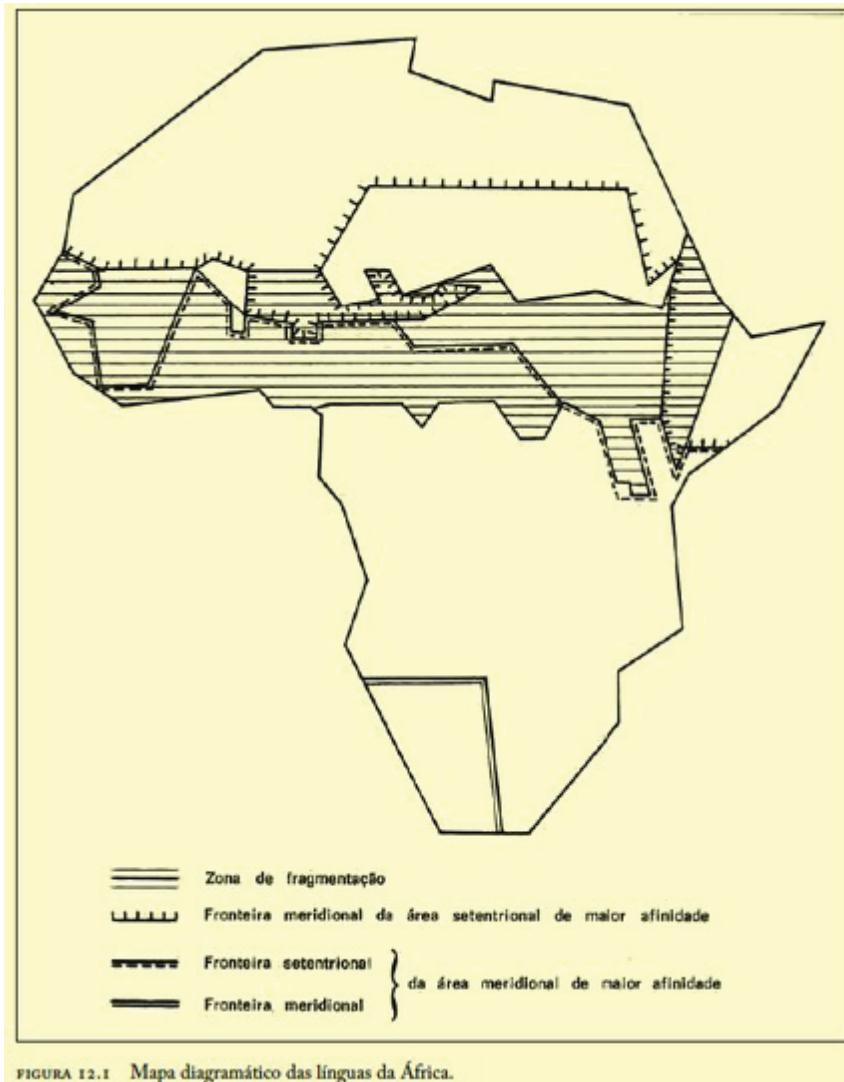 Zona de fragmentação
Fronteira meridional da área setentrional de maior afinidade
Fronteira setentrional
da área meridional de maior afinidade
Fronteira, meridional
FIGURA 12.1 Mapa diagramático das línguas da África.